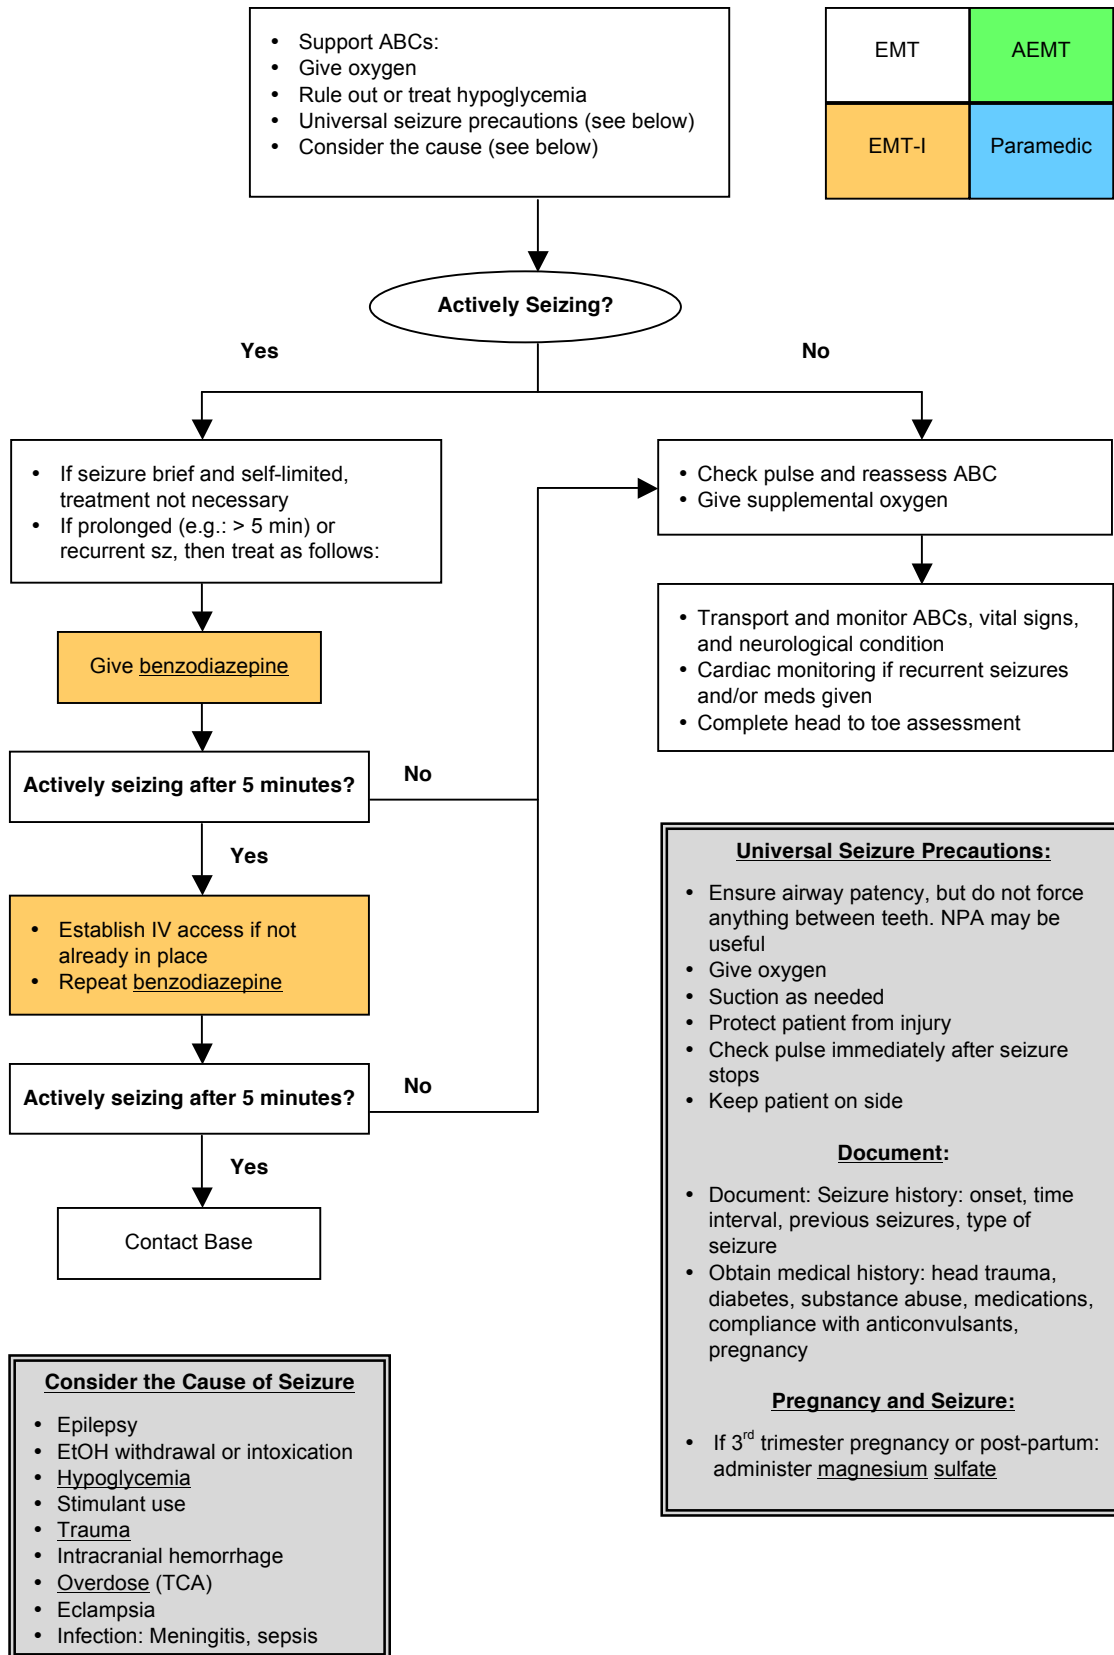 • Support ABCs:
• Give oxygen
• Rule out or treat hypoglycemia
• Universal seizure precautions (see below)
• Consider the cause (see below)
EMT
AEMT
EMT-I
Paramedic
Actively Seizing?
Yes
No
• If seizure brief and self-limited,
treatment not necessary
• If prolonged (e.g.: > 5 min) or
recurrent sz, then treat as follows:
• Check pulse and reassess ABC
• Give supplemental oxygen
Give benzodiazepine
• Transport and monitor ABCs, vital signs,
and neurological condition
• Cardiac monitoring if recurrent seizures
and/or meds given
• Complete head to toe assessment
Actively seizing after 5 minutes?
No
Yes
• Establish IV access if not
already in place
• Repeat benzodiazepine
Actively seizing after 5 minutes?
No
Yes
Contact Base
Universal Seizure Precautions:
• Ensure airway patency, but do not force
anything between teeth. NPA may be
useful
• Give oxygen
• Suction as needed
• Protect patient from injury
• Check pulse immediately after seizure
stops
• Keep patient on side
Document:
• Document: Seizure history: onset, time
interval, previous seizures, type of
seizure
• Obtain medical history: head trauma,
diabetes, substance abuse, medications,
compliance with anticonvulsants,
pregnancy
Pregnancy and Seizure:
• If 3rd trimester pregnancy or post-partum:
administer magnesium sulfate
Consider the Cause of Seizure
• Epilepsy
• EtOH withdrawal or intoxication
• Hypoglycemia
• Stimulant use
• Trauma
• Intracranial hemorrhage
• Overdose (TCA)
• Eclampsia
• Infection: Meningitis, sepsis